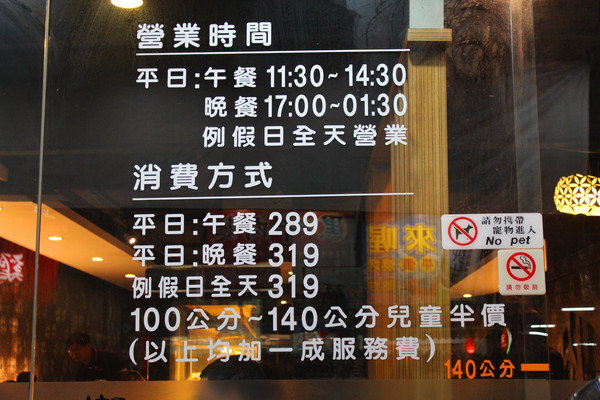 營業時間
平日:午餐 11:30~14:30
晚餐 17:00~01:30
例假日全天營業
消費方式
平日:午餐 289
平日:晚餐 319
例假日全天 319
100公分~140公分兒童半價
(以上均加一成服務費)
140公分
請勿携帶
寵物進入
No pet
請勿吸菸